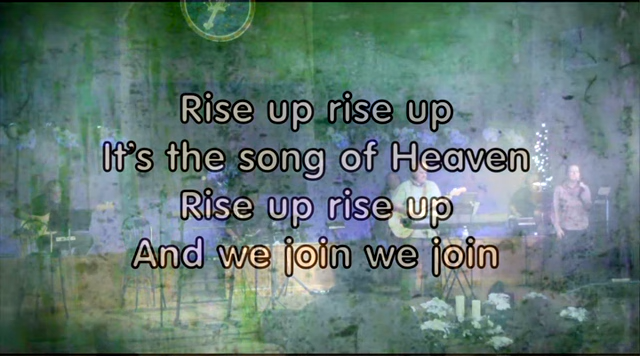 Rise up rise up
It's the song of Heaven
Rise up rise up
And we join we join